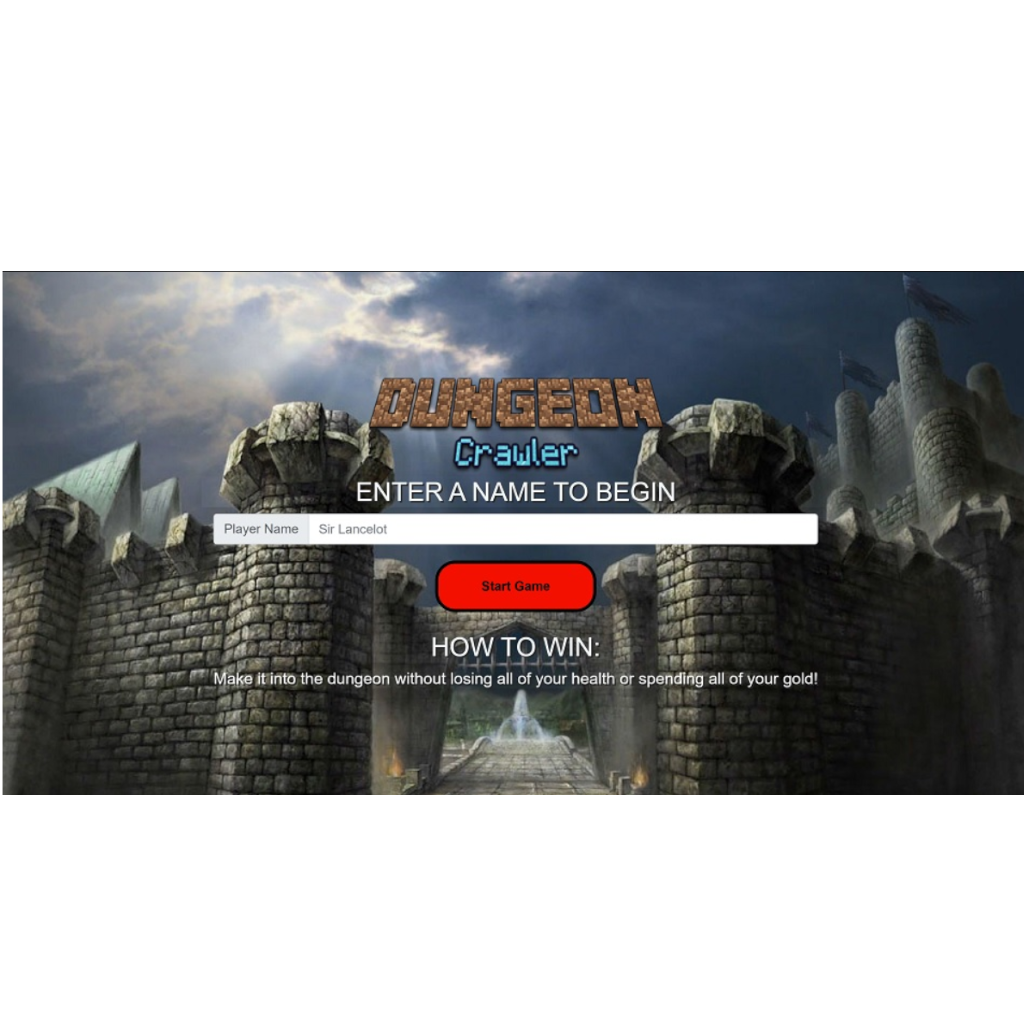 DUNGEON
Crawler
ENTER A NAME TO BEGIN
Player Name Sir Lancelot
Start Game
HOW TO WIN:
Make it into the dungeon without losing all of your health or spending all of your gold!